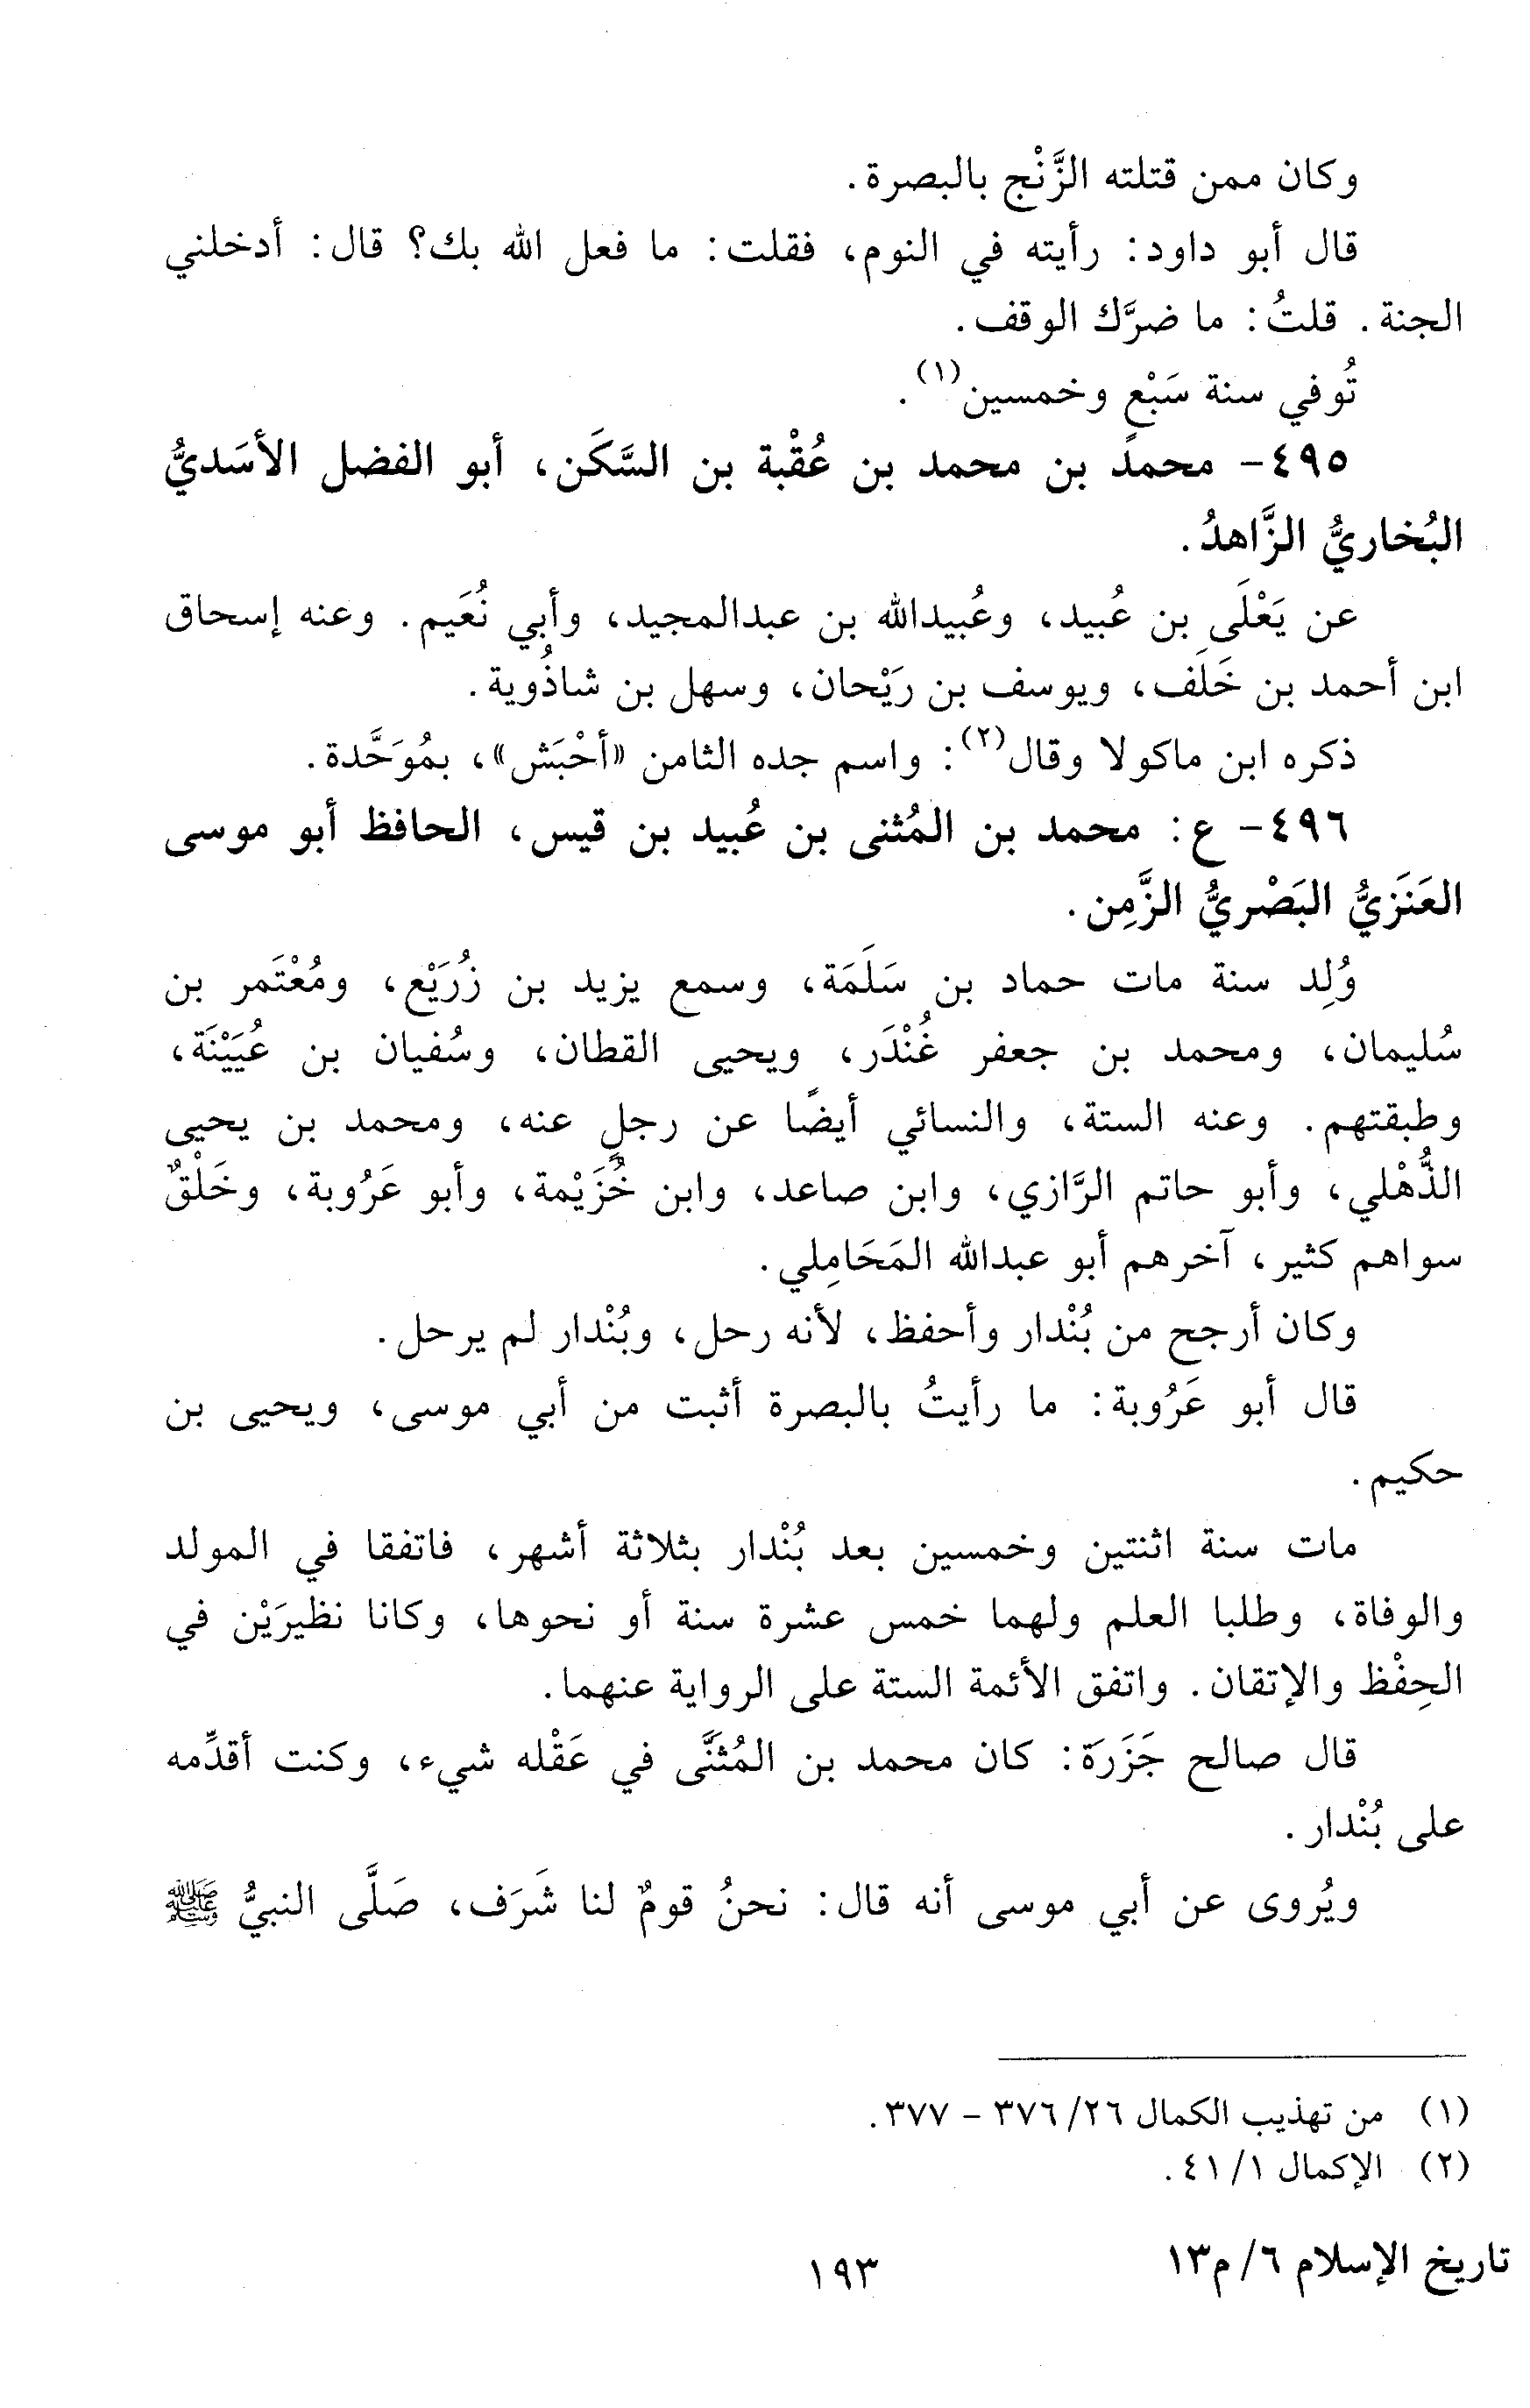 وكان ممن قتلته الزَّنْج بالبصرة.
قال أبو داود: رأيته في النوم، فقلت: ما فعل الله بك؟ قال: أدخلني
الجنة. قلتُ: ما ضرَّك الوقف.
تُوفي سنة سَبْع وخمسين(١).
٤٩٥- محمد بن محمد بن عُقْبة بن السَّكَن، أبو الفضل الأسَديُّ
البُخاريُّ الزَّاهدُ.
عن يَعْلَى بن عُبيد، وعُبيدالله بن عبدالمجيد، وأبي نُعَيم. وعنه إسحاق
ابن أحمد بن خَلَف، ويوسف بن رَيْحان، وسهل بن شاذُوية.
ذكره ابن ماكولا وقال(٢): واسم جده الثامن «أحْبَش»، بمُوَحَّدة.
٤٩٦- ع: محمد بن المُثنى بن عُبيد بن قيس، الحافظ أبو موسى
العَنَزيُّ البَصْريُّ الزَّمِن.
وُلِد سنة مات حماد بن سَلَمَة، وسمع يزيد بن زُرَيْع، ومُعْتَمر بن
سُليمان، ومحمد بن جعفر غُنْدَر، ويحيى القطان، وسُفيان بن عُيَيْنَة،
وطبقتهم. وعنه الستة، والنسائي أيضًا عن رجلٍ عنه، ومحمد بن يحيى
الذُّهْلي، وأبو حاتم الرَّازي، وابن صاعد، وابن خُزَيْمة، وأبو عَرُوبة، وخَلْقٌ
سواهم كثير، آخرهم أبو عبدالله المَحَامِلي.
وكان أرجح من بُنْدار وأحفظ، لأنه رحل، وبُنْدار لم يرحل.
قال أبو عَرُوبة: ما رأيتُ بالبصرة أثبت من أبي موسى، ويحيى بن
حكيم.
مات سنة اثنتين وخمسين بعد بُنْدار بثلاثة أشهر، فاتفقا في المولد
والوفاة، وطلبا العلم ولهما خمس عشرة سنة أو نحوها، وكانا نظيرَيْن في
الحِفْظ والإتقان. واتفق الأئمة الستة على الرواية عنهما.
قال صالح جَزَرَة: كان محمد بن المُثنَّى في عَقْله شيء، وكنت أقدِّمه
على بُنْدار.
ويُروى عن أبي موسى أنه قال: نحنُ قومٌ لنا شَرَف، صَلَّى النبيُّ ﷺ
(١) من تهذيب الكمال ٢٦/ ٣٧٦ - ٣٧٧.
(٢) الإكمال ١/ ٤١.
تاريخ الإسلام ٦/ م١٣
١٩٣